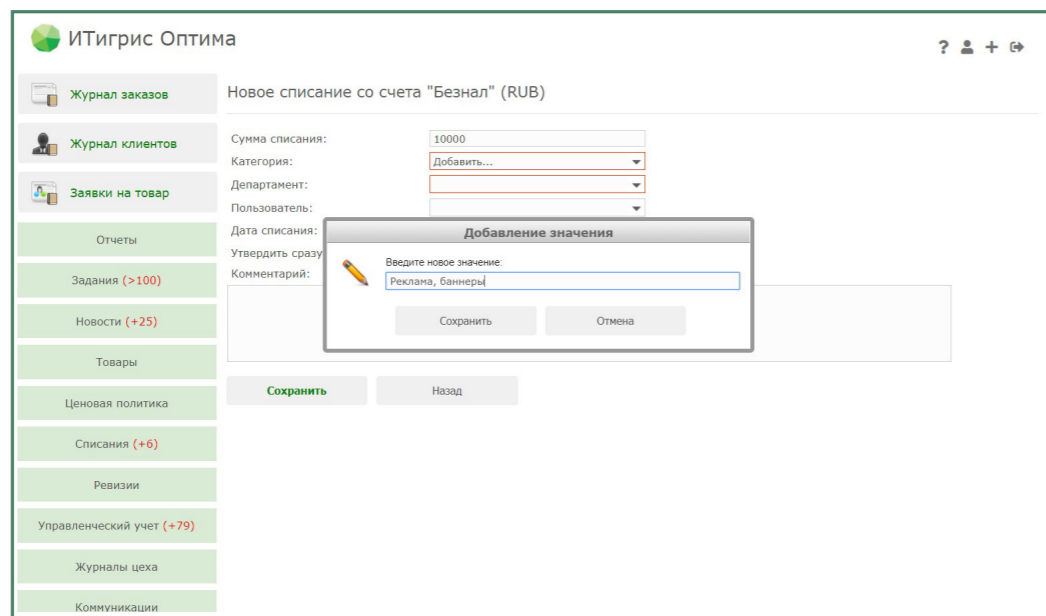 ИТигрис Оптима
?
Журнал заказов
Журнал клиентов
Заявки на товар
Отчеты
Задания (>100)
Новости (+25)
Товары
Ценовая политика
Списания (+6)
Ревизии
Управленческий учет (+79)
Журналы цеха
Коммуникации
Новое списание со счета "Безнал" (RUB)
Сумма списания: 10000
Категория: Добавить...
Департамент:
Пользователь:
Дата списания:
Утвердить сразу
Комментарий:
Добавление значения
Введите новое значение:
Реклама, баннеры
Сохранить Отмена
Сохранить Назад